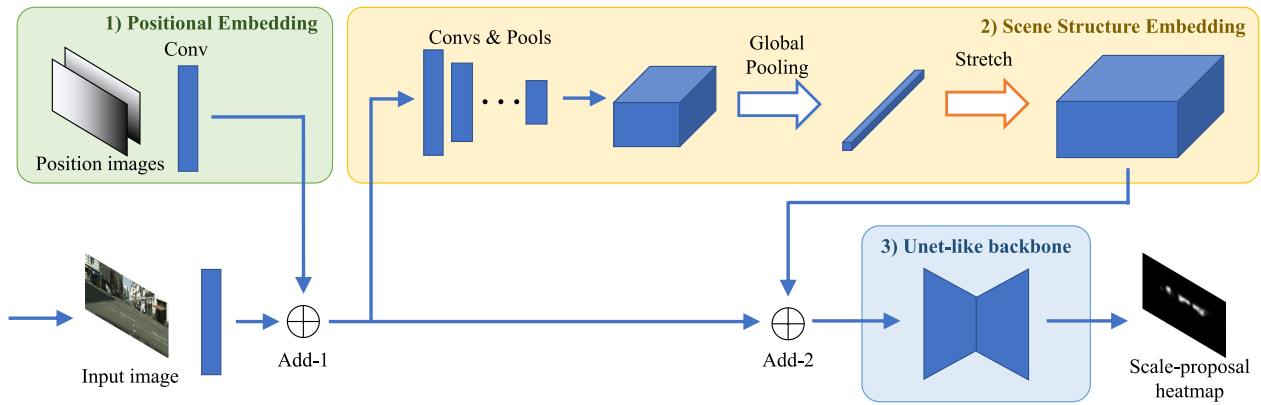 1) Positional Embedding
Conv
Position images
2) Scene Structure Embedding
Convs & Pools
Global
Pooling
Stretch
3) Unet-like backbone
Input image
Add-1
Add-2
Scale-proposal
heatmap